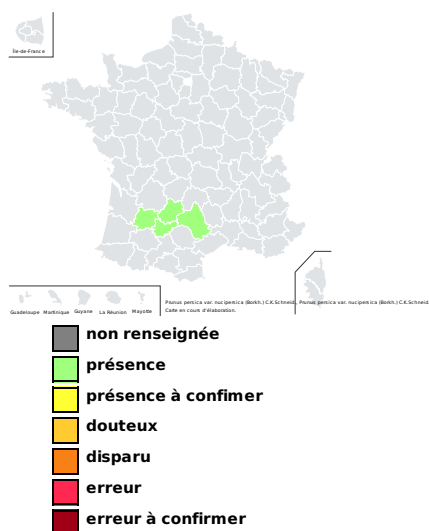 Île-de-France
Guadeloupe Martinique Guyane La Réunion Mayotte
Prunus persica var. nucipersica (Borkh.) C.K.Schneid., Prunus persica var. nucipersica (Borkh.) C.K.Schneid
Carte en cours d'élaboration.
non renseignée
présence
présence à confimer
douteux
disparu
erreur
erreur à confirmer